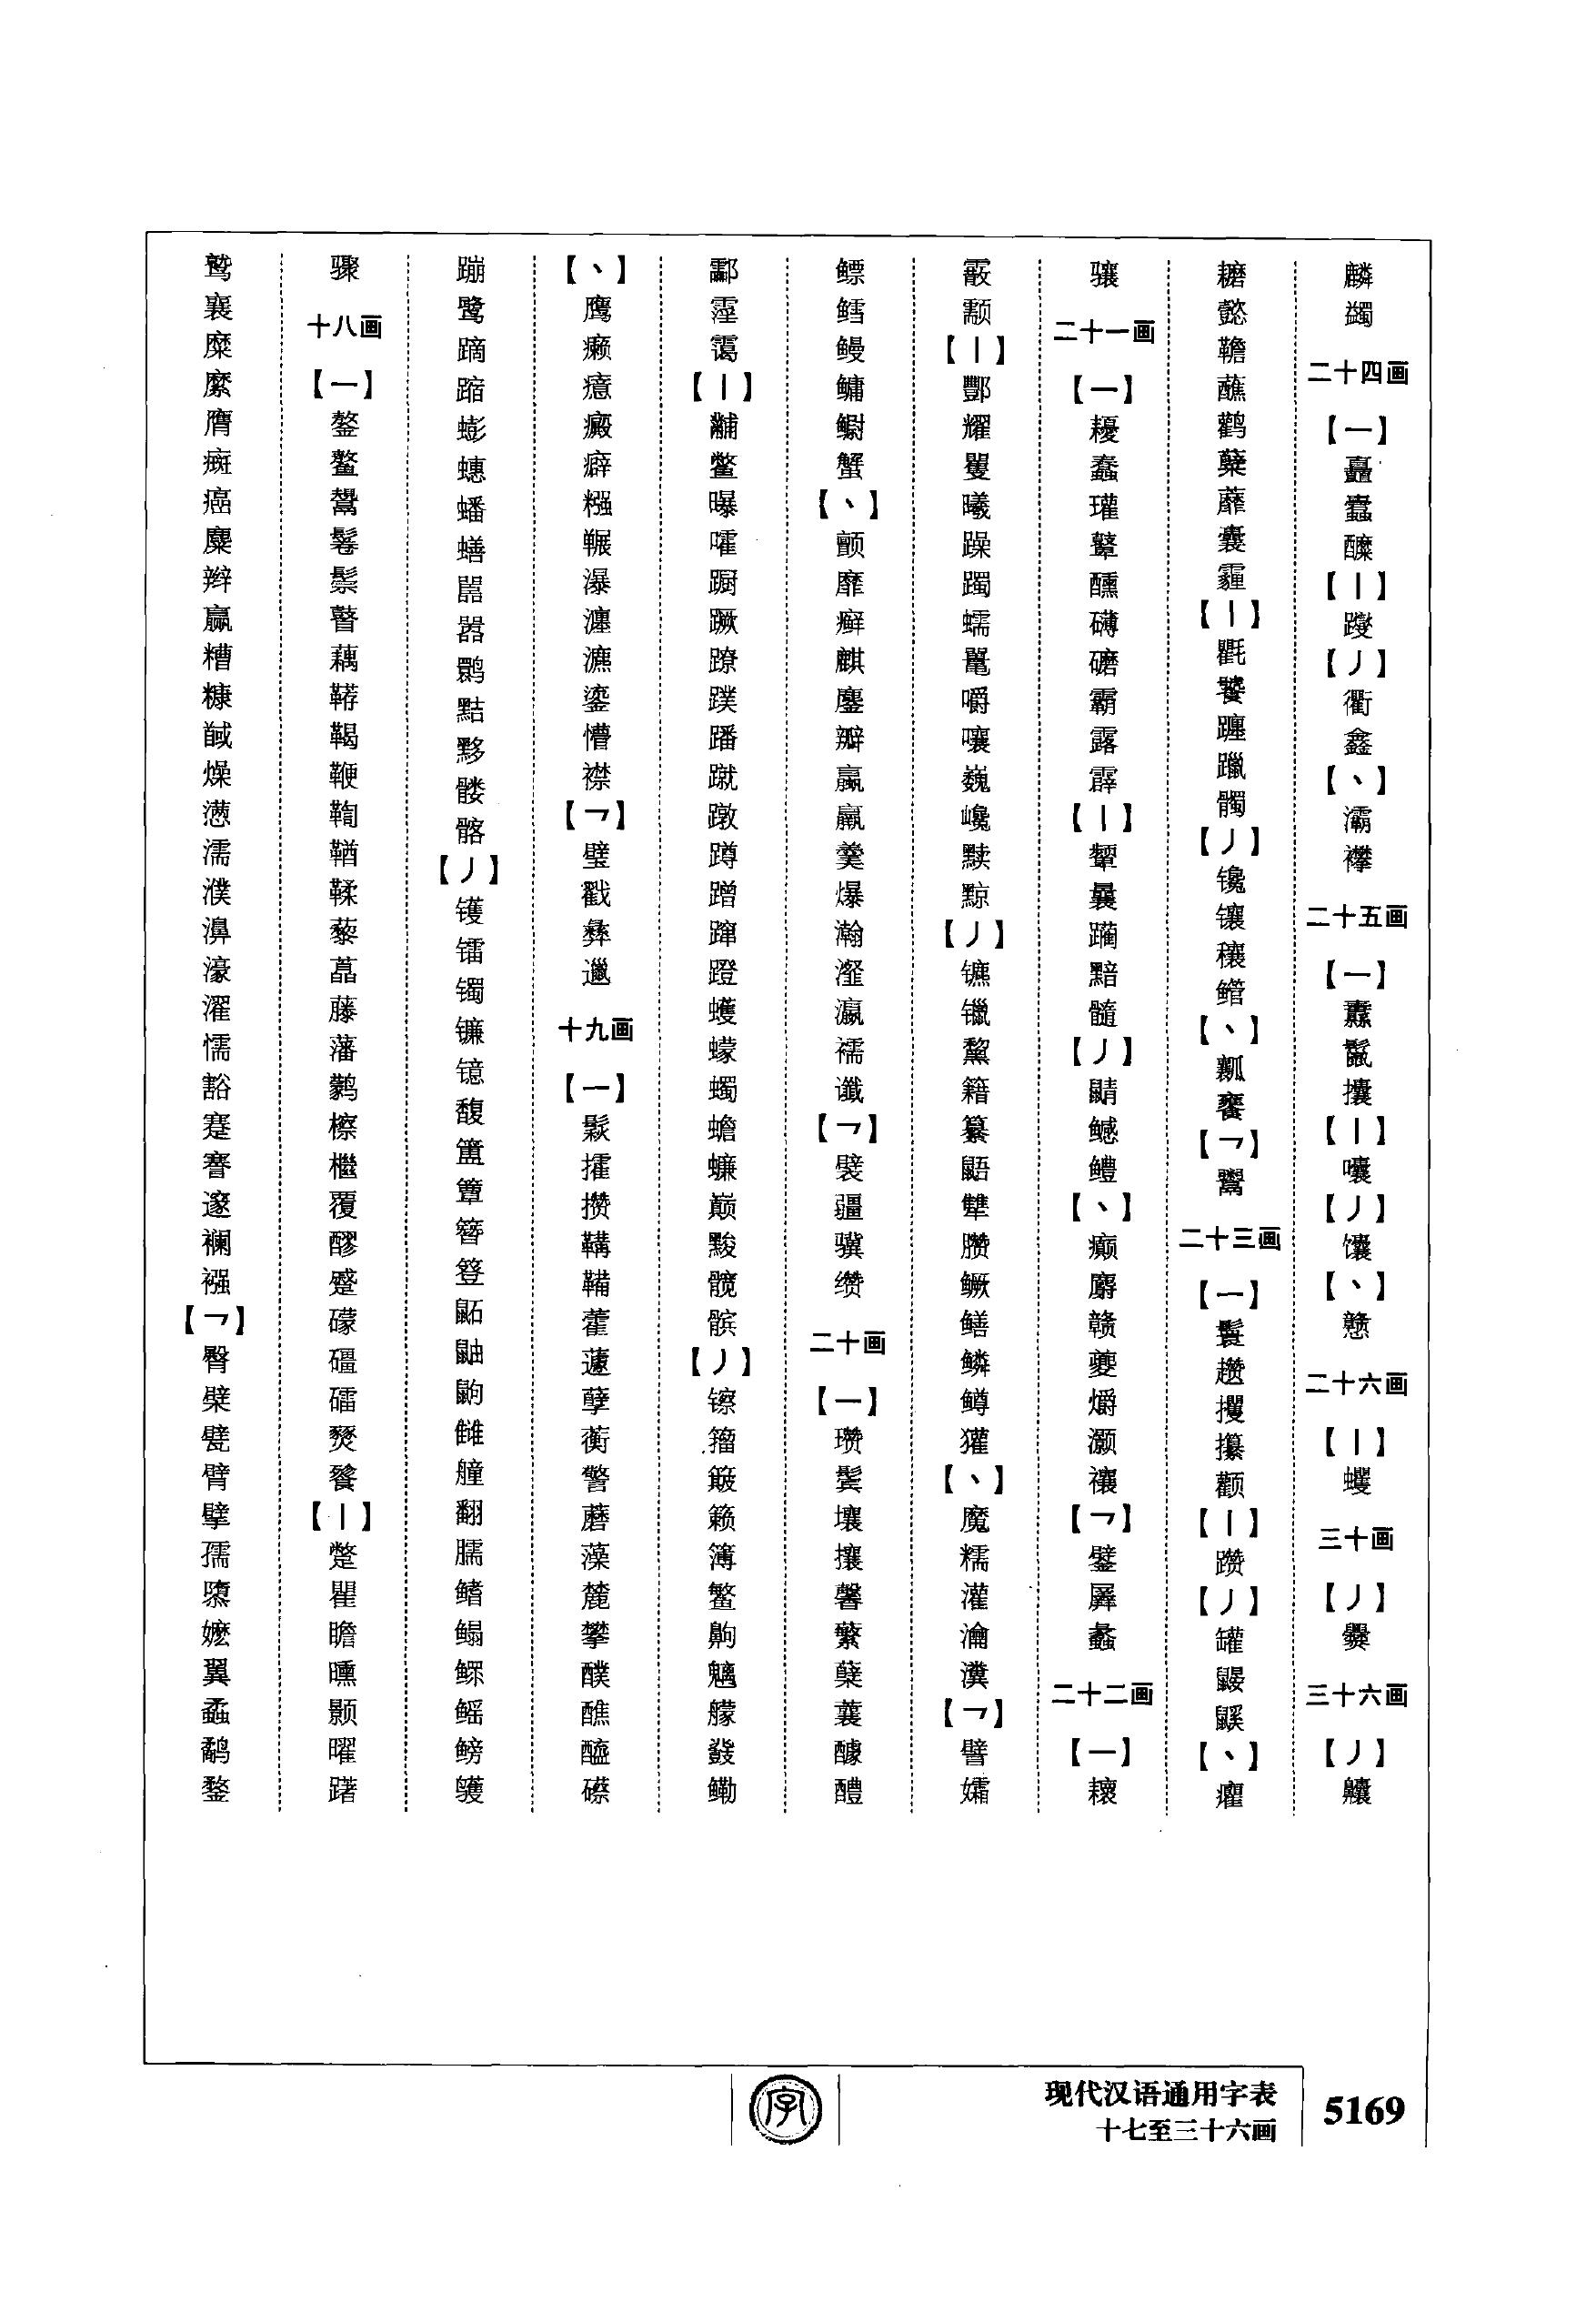 鹫
襄
糜
縻
膺
癍
癌
麋
辫
赢
糟
糠
馘
燥
懑
濡
濮
濞
濠
濯
懦
豁
蹇
謇
邃
襕
襁
【㇕】
臀
檗
甓
臂
擘
孺
隳
嬷
翼
蟊
鹬
鍪
骤
十八画
【一】
鏊
鳌
鬹
鬈
鬃
瞽
藕
鞯
鞨
鞭
鞫
鞧
鞣
藜
藠
藤
藩
鹲
檫
檵
覆
醪
蹙
礞
礓
礌
燹
餮
【丨】
蹩
瞿
瞻
曛
颢
曜
躇
蹦
鹭
蹢
蹜
蟛
蟪
蟠
蟮
嚚
嚣
鹮
黠
黟
髅
髂
【丿】
镬
镭
镯
镰
镱
馥
簠
簟
簪
簦
鼫
鼬
鼩
雠
艟
翻
臑
鳍
鳎
鳏
鳐
鳑
鹱
【丶】
鹰
癞
癔
癜
癖
糨
蹍
瀑
瀍
瀌
鎏
懵
襟
【㇕】
璧
戳
彝
邋
十九画
【一】
鬏
攉
攒
鞲
鞴
藿
蘧
孽
蘅
警
蘑
藻
麓
攀
醭
醮
醯
礤
酃
霪
霭
【丨】
黼
鳖
曝
嚯
蹰
蹶
蹽
蹼
蹯
蹴
蹾
蹲
蹭
蹿
蹬
蠖
蠓
蠋
蟾
蠊
巅
黢
髋
髌
【丿】
镲
籀
簸
籁
簿
鳘
齁
魑
艨
鼗
鳓
鳔
鳕
鳗
鳙
鳚
蟹
【丶】
颤
靡
癣
麒
鏖
瓣
蠃
羸
羹
爆
瀚
瀣
瀛
襦
谶
【㇕】
襞
疆
骥
缵
二十画
【一】
瓒
鬓
壤
攘
馨
蘩
蘖
蘘
醵
醴
霰
颥
【丨】
酆
耀
矍
曦
躁
躅
蠕
鼍
嚼
嚷
巍
巉
黩
黥
【丿】
镳
镴
黧
籍
纂
鼯
犨
臜
鳜
鳝
鳞
鳟
獾
【丶】
魔
糯
灌
瀹
瀵
【㇕】
譬
孀
骧
二十一画
【一】
耰
蠢
瓘
鼙
醺
礴
礳
霸
露
霹
【丨】
颦
曩
躏
黯
髓
【丿】
鼱
鳡
鳢
【丶】
癫
麝
赣
夔
爝
灏
禳
【㇕】
鐾
羼
蠡
二十二画
【一】
耱
懿
韂
蘸
鹳
糵
蘼
囊
霾
【丨】
氍
饕
躔
躐
髑
【丿】
镵
镶
穰
鳤
【丶】
瓤
饔
【㇕】
鬻
二十三画
【一】
鬟
趱
攫
攥
颧
【丨】
躜
【丿】
罐
鼹
鼷
【丶】
癯
麟
蠲
二十四画
【一】
矗
蠹
醾
【丨】
躞
【丿】
衢
鑫
【丶】
灞
襻
二十五画
【一】
纛
鬣
攮
【丨】
囔
【丿】
馕
【丶】
戆
二十六画
【丨】
蠼
三十画
【丿】
爨
三十六画
【丿】
齉
字
现代汉语通用字表
十七至三十六画
5169